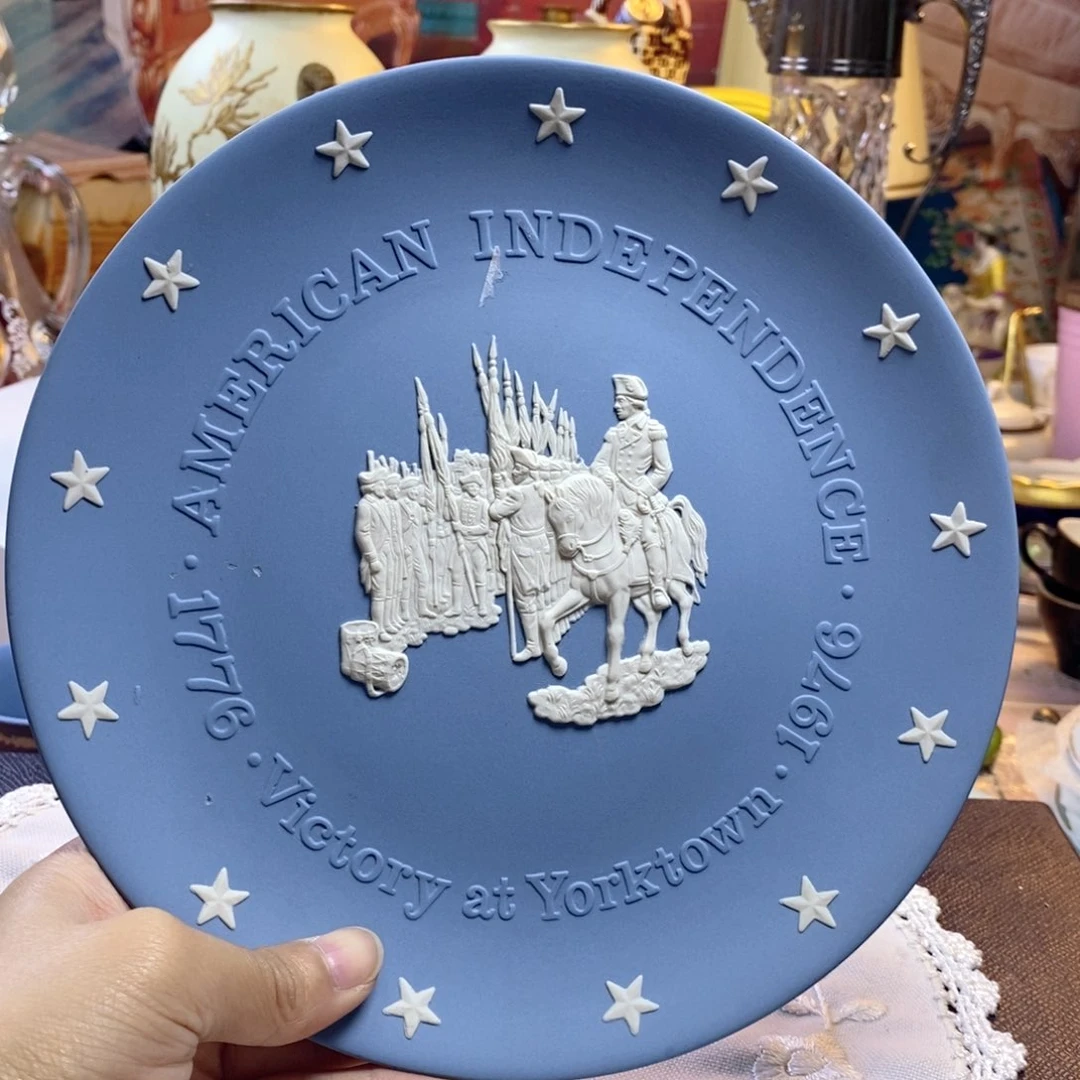 AMERICAN INDEPENDENCE
· 1776 · Victory at Yorktown · 1976 ·